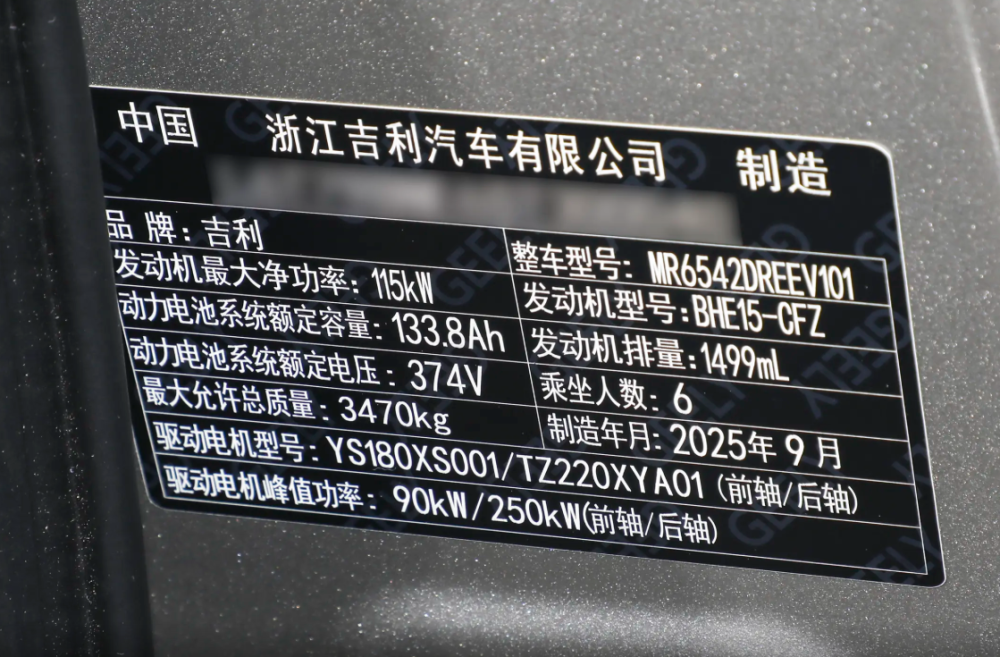 中国 浙江吉利汽车有限公司 制造
品牌：吉利 整车型号：MR6542DREEV101
发动机最大净功率：115kW 发动机型号：BHE15-CFZ
动力电池系统额定容量：133.8Ah 发动机排量：1499mL
动力电池系统额定电压：374V 乘坐人数：6
最大允许总质量：3470kg 制造年月：2025年9月
驱动电机型号：YS180XS001/TZ220XYA01（前轴/后轴）
驱动电机峰值功率：90kW/250kW(前轴/后轴)